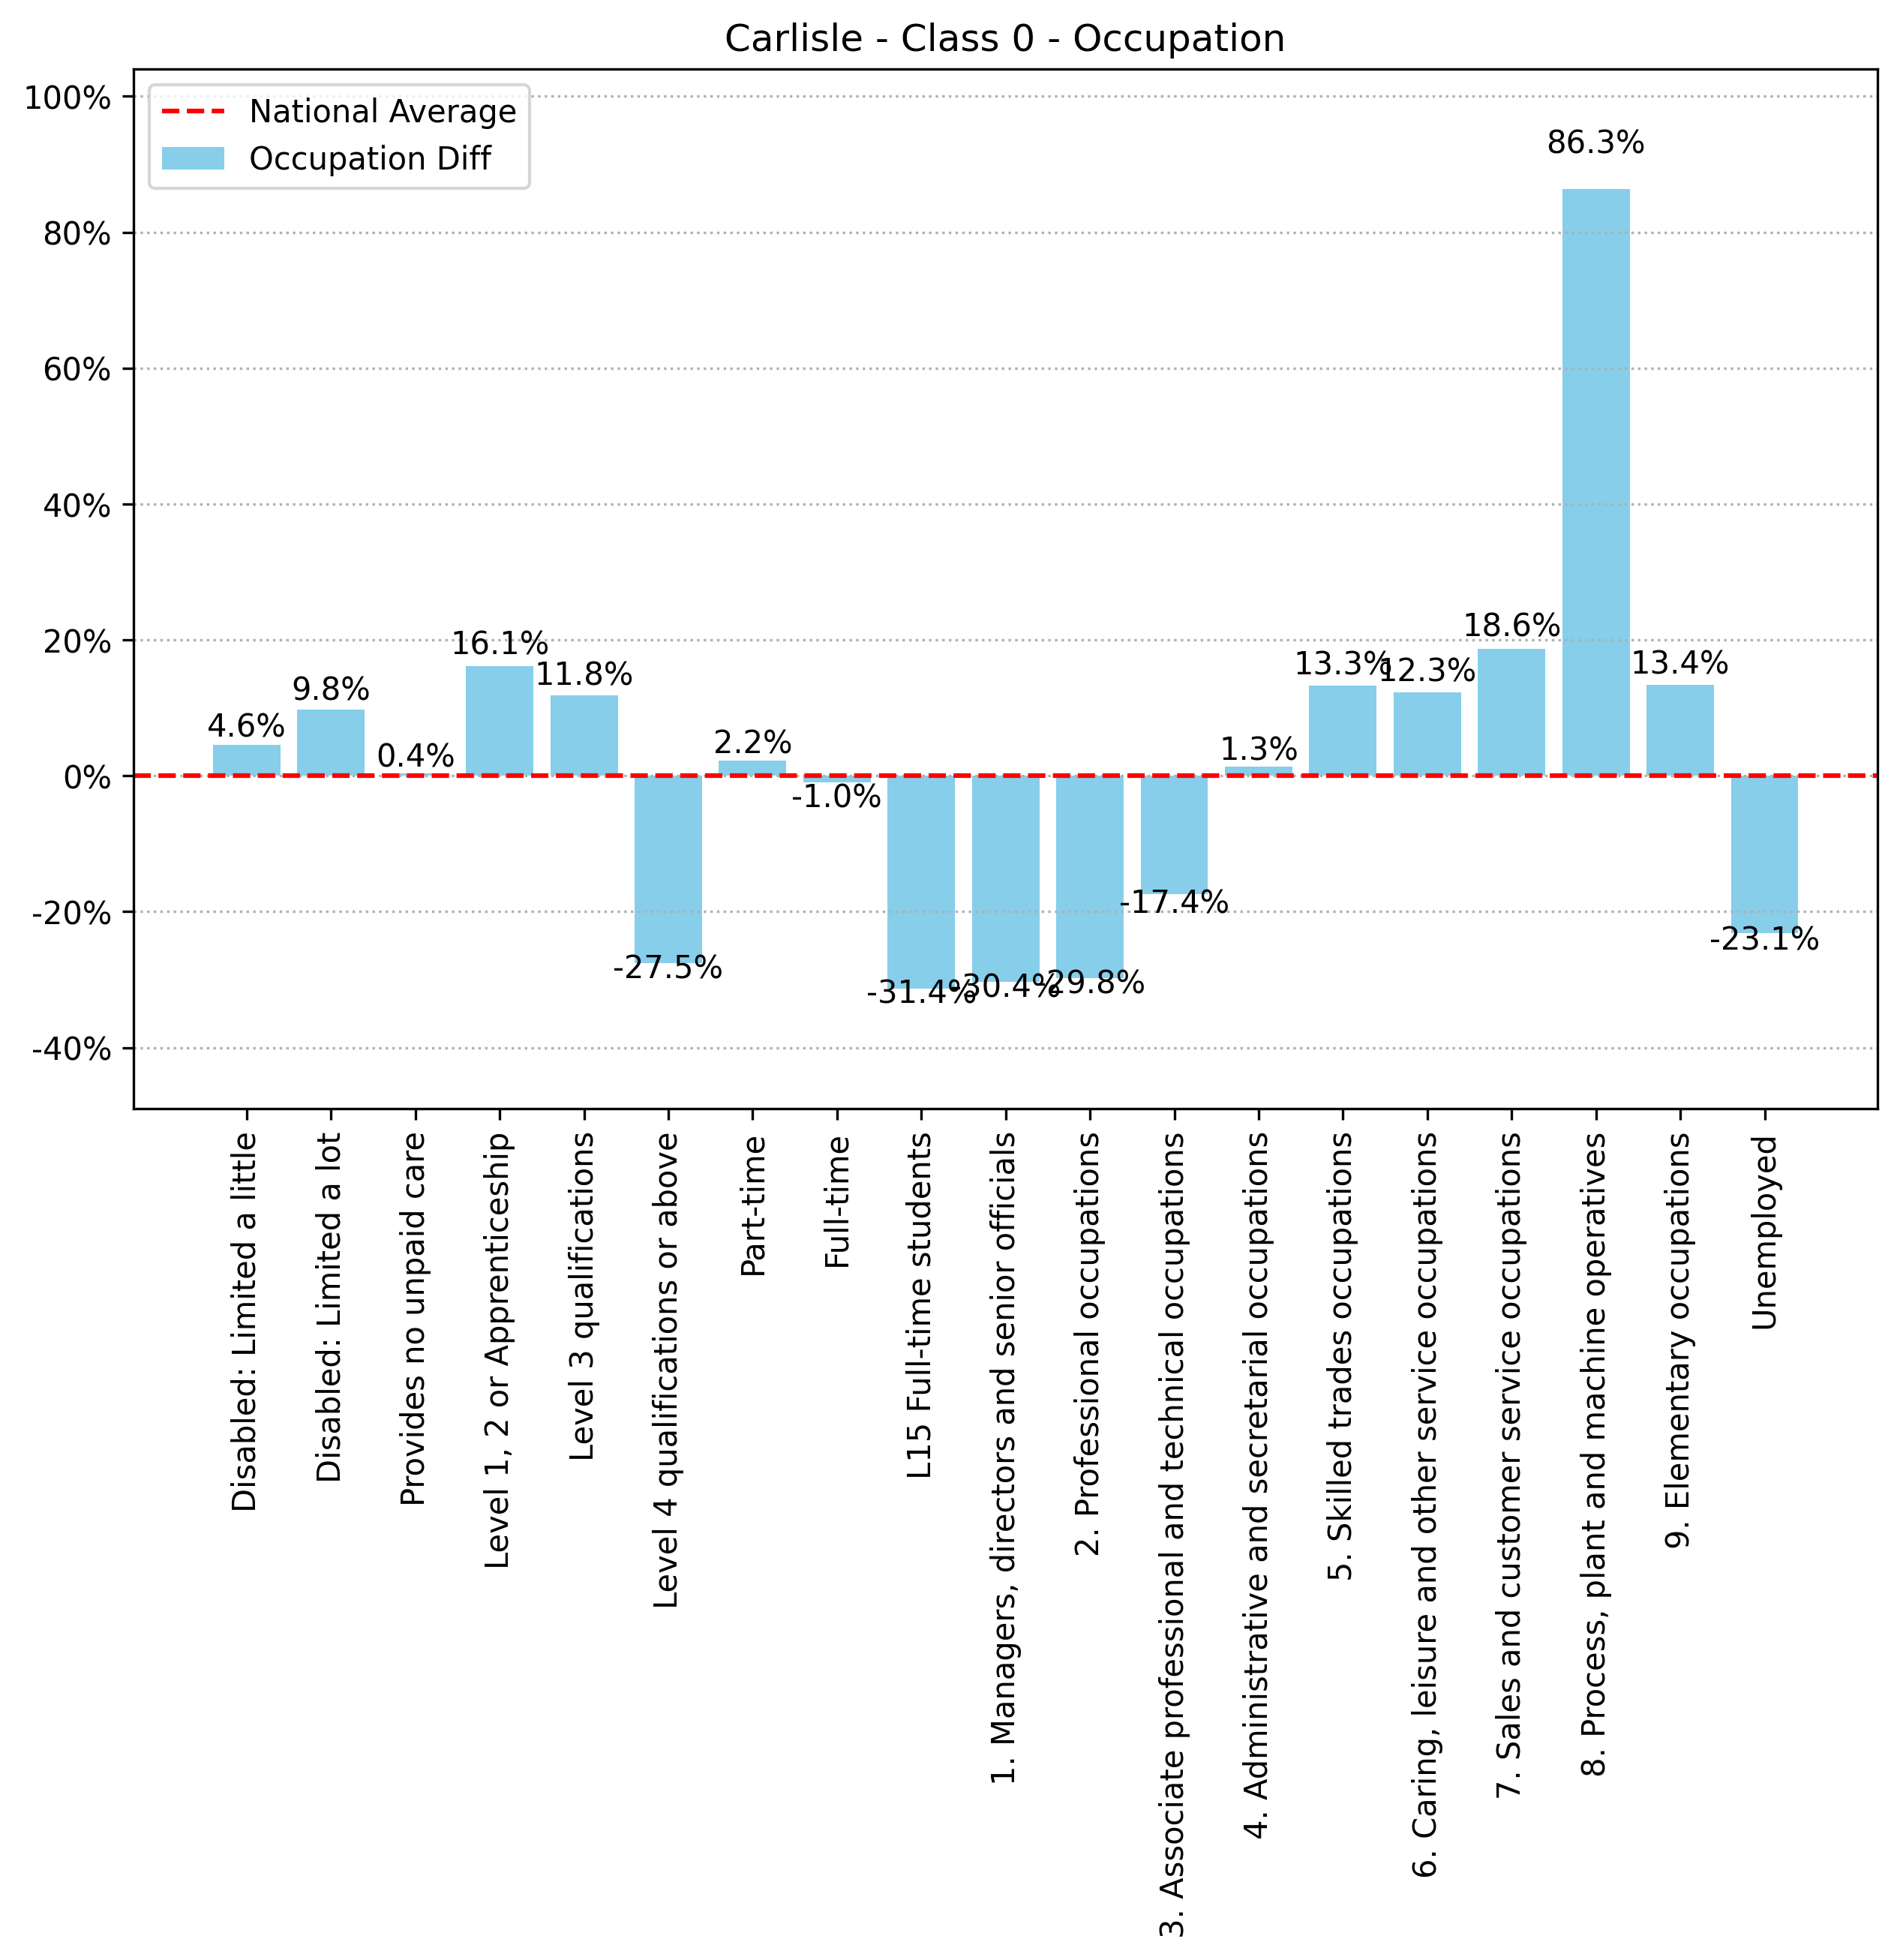 Carlisle - Class 0 - Occupation
National Average
Occupation Diff
100%
80%
60%
40%
20%
0%
-20%
-40%
4.6%
9.8%
0.4%
16.1%
11.8%
-27.5%
2.2%
-1.0%
-31.4%
-30.4%
-29.8%
-17.4%
1.3%
13.3%
12.3%
18.6%
86.3%
13.4%
-23.1%
Disabled: Limited a little
Disabled: Limited a lot
Provides no unpaid care
Level 1, 2 or Apprenticeship
Level 3 qualifications
Level 4 qualifications or above
Part-time
Full-time
L15 Full-time students
1. Managers, directors and senior officials
2. Professional occupations
3. Associate professional and technical occupations
4. Administrative and secretarial occupations
5. Skilled trades occupations
6. Caring, leisure and other service occupations
7. Sales and customer service occupations
8. Process, plant and machine operatives
9. Elementary occupations
Unemployed